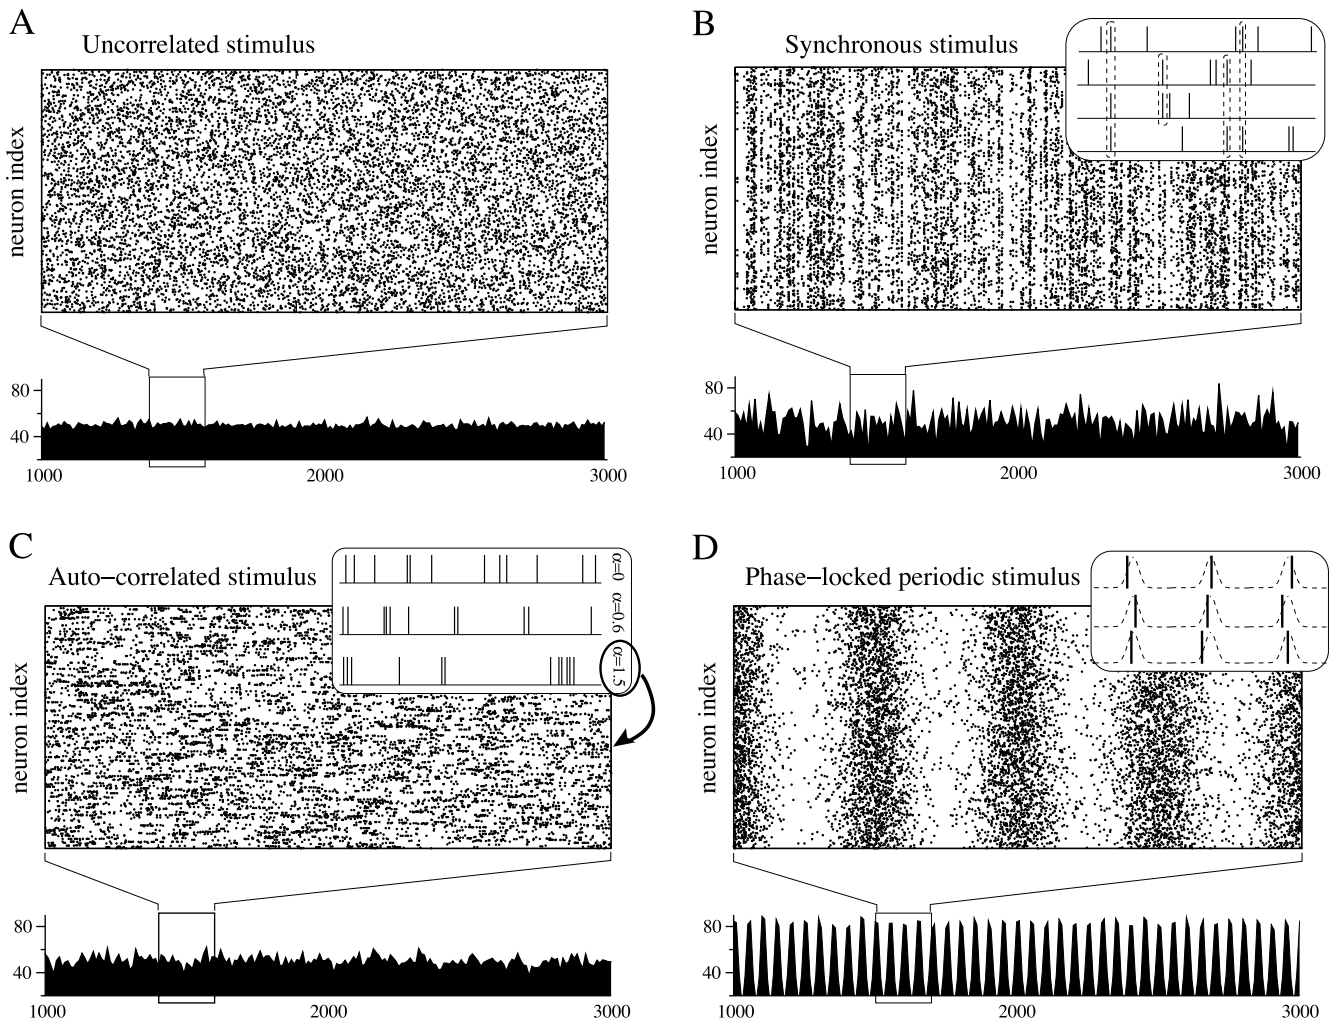 A
Uncorrelated stimulus
neuron index
80
40
1000
2000
3000
B
Synchronous stimulus
neuron index
80
40
1000
2000
3000
C
Auto−correlated stimulus
α=0
α=0.6
α=1.5
neuron index
80
40
1000
2000
3000
D
Phase−locked periodic stimulus
neuron index
80
40
1000
2000
3000